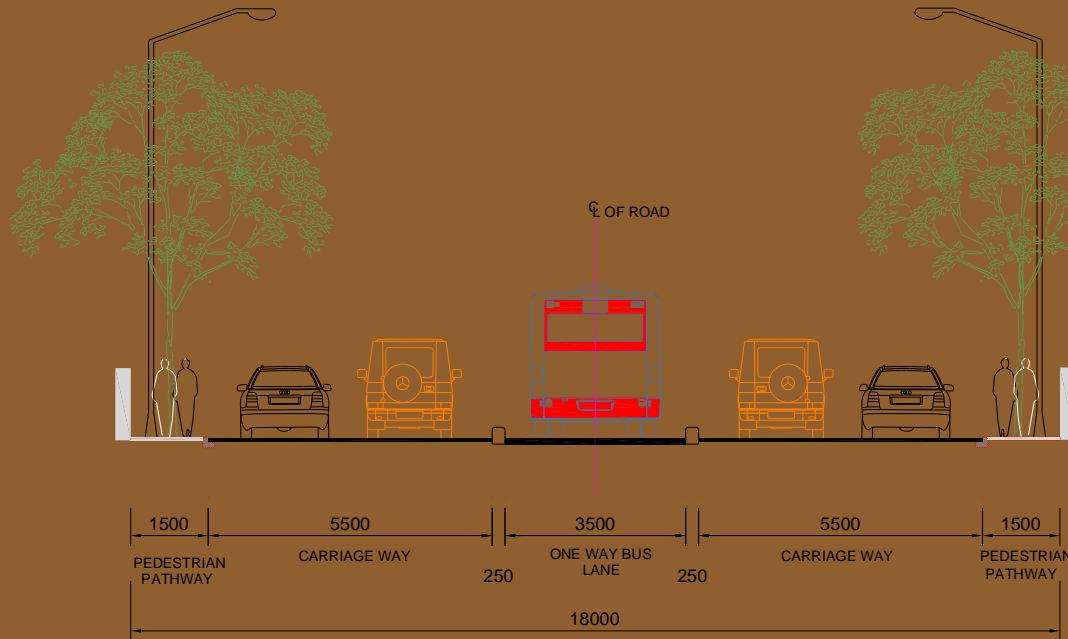 ℄ OF ROAD
1500 5500 3500 5500 1500
PEDESTRIAN PATHWAY
CARRIAGE WAY
ONE WAY BUS LANE
CARRIAGE WAY
PEDESTRIAN PATHWAY
250 250
18000